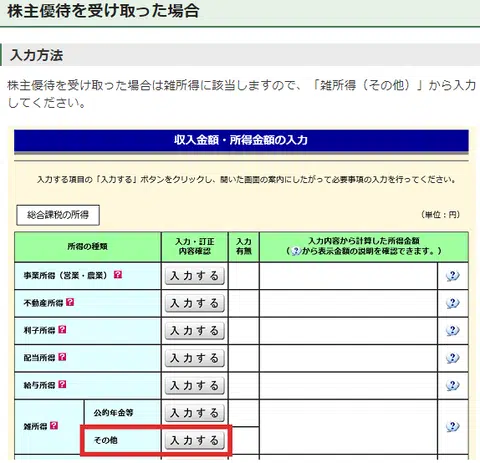 株主優待を受け取った場合
入力方法
株主優待を受け取った場合は雑所得に該当しますので、「雑所得（その他）」から入力
してください。
収入金額・所得金額の入力
入力する項目の「入力する」ボタンをクリックし、開いた画面の案内にしたがって必要事項の入力を行ってください。
総合課税の所得 （単位：円）
所得の種類 入力・訂正 内容確認 入力 有無 入力内容から計算した所得金額
（?から表示金額の説明を確認できます。）
事業所得（営業・農業）? 入力する ?
不動産所得? 入力する ?
利子所得? 入力する ?
配当所得? 入力する ?
給与所得? 入力する ?
雑所得? 公的年金等 入力する ?
その他 入力する